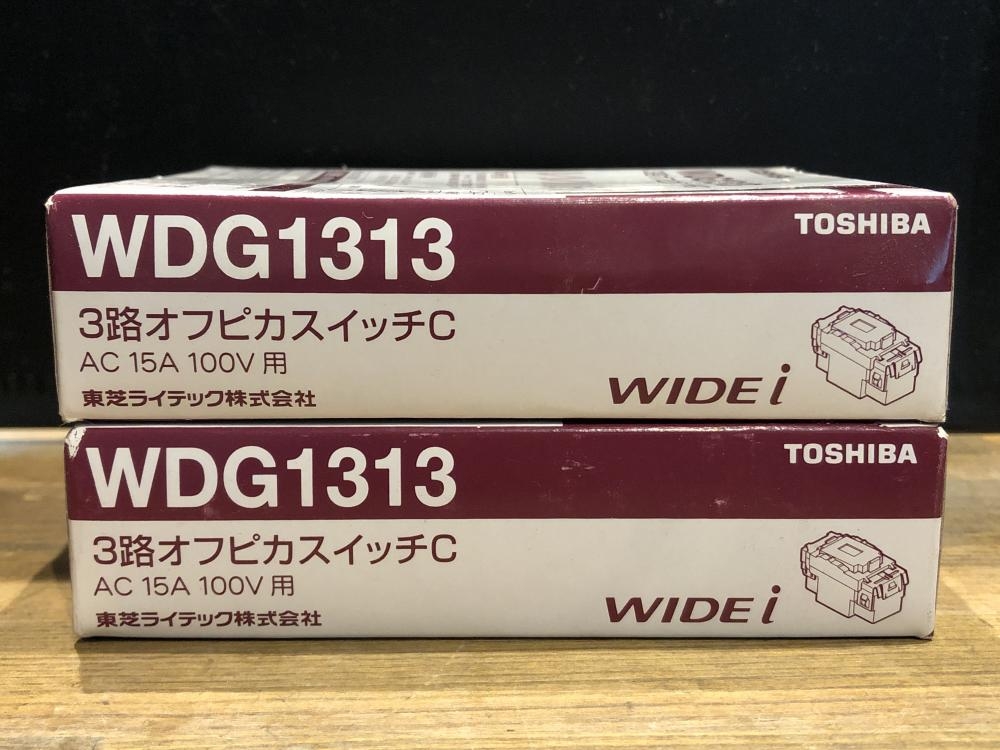 WDG1313
TOSHIBA
3路オフピカスイッチC
AC 15A 100V 用
東芝ライテック株式会社
WIDE i
WDG1313
TOSHIBA
3路オフピカスイッチC
AC 15A 100V 用
東芝ライテック株式会社
WIDE i